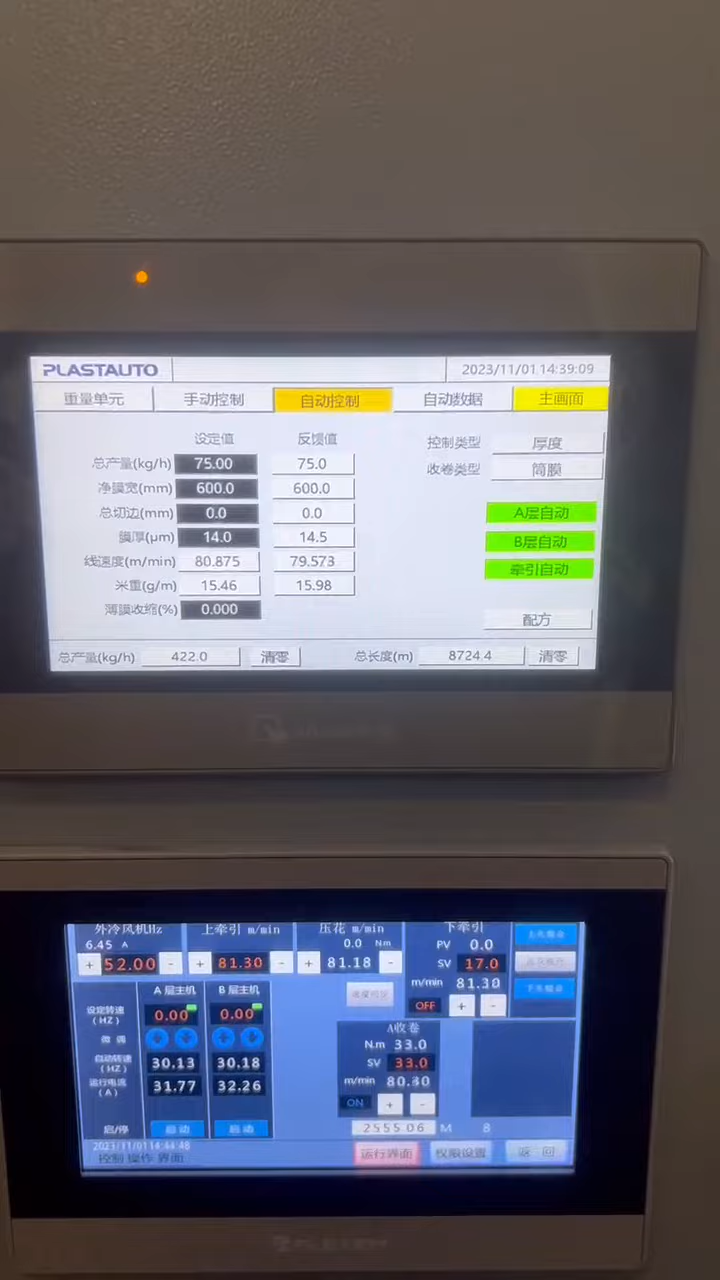 PLASTAUTO 2023/11/01 14:39:09
重量单元 手动控制 自动控制 自动数据 主画面
设定值 反馈值 控制类型 厚度
总产量(kg/h) 75.00 75.0 收卷类型 筒膜
净膜宽(mm) 600.0 600.0
总切边(mm) 0.0 0.0 A层自动
膜厚(μm) 14.0 14.5 B层自动
线速度(m/min) 80.875 79.573 牵引自动
米重(g/m) 15.46 15.98
薄膜收缩(%) 0.000 配方
总产量(kg/h) 422.0 清零 总长度(m) 8724.4 清零
外冷风机Hz 上牵引 m/min 压花 m/min 下牵引
6.45 A 0.0 Nm PV 0.0
+ 52.00 - + 81.30 - + 81.18 - SV 17.0
m/min 81.30
A层主机 B层主机 OFF + -
设定转速(HZ) 0.00 0.00
微调 A收卷
自动转速(HZ) 30.13 30.18 N.m 33.0
运行电流(A) 31.77 32.26 SV 33.0
m/min 80.30
ON + -
启/停 启动 启动 2555.06 M 8
2023/11/01 14:44:48
控制操作界面 运行界面 权限设置 返回